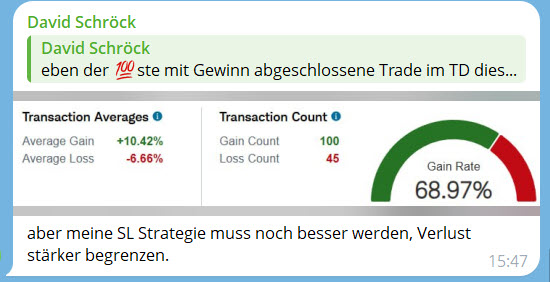 David Schröck
David Schröck
eben der 💯ste mit Gewinn abgeschlossene Trade im TD dies...
Transaction Averages
Average Gain +10.42%
Average Loss -6.66%
Transaction Count
Gain Count 100
Loss Count 45
Gain Rate
68.97%
aber meine SL Strategie muss noch besser werden, Verlust
stärker begrenzen.
15:47